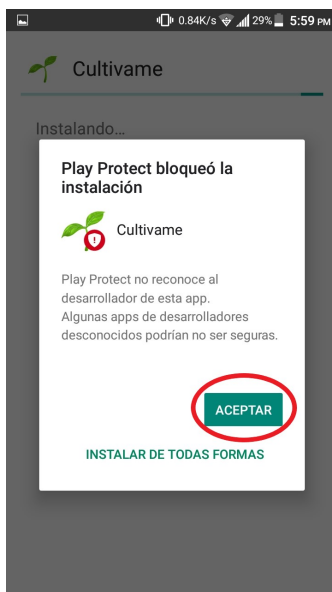 0.84K/s 29% 5:59 PM
Cultivame
Instalando...
Play Protect bloqueó la
instalación
Cultivame
Play Protect no reconoce al
desarrollador de esta app.
Algunas apps de desarrolladores
desconocidos podrían no ser seguras.
ACEPTAR
INSTALAR DE TODAS FORMAS